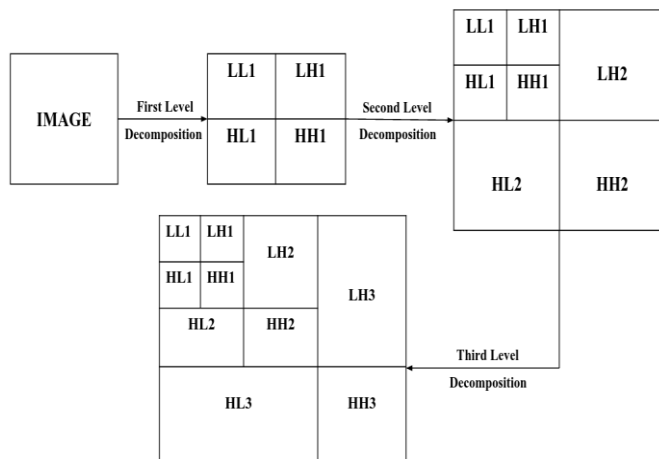 IMAGE
First Level
Decomposition
LL1 LH1
HL1 HH1
Second Level
Decomposition
LL1 LH1
HL1 HH1
LH2
HL2 HH2
Third Level
Decomposition
LL1 LH1
HL1 HH1
LH2
HL2 HH2
LH3
HL3 HH3